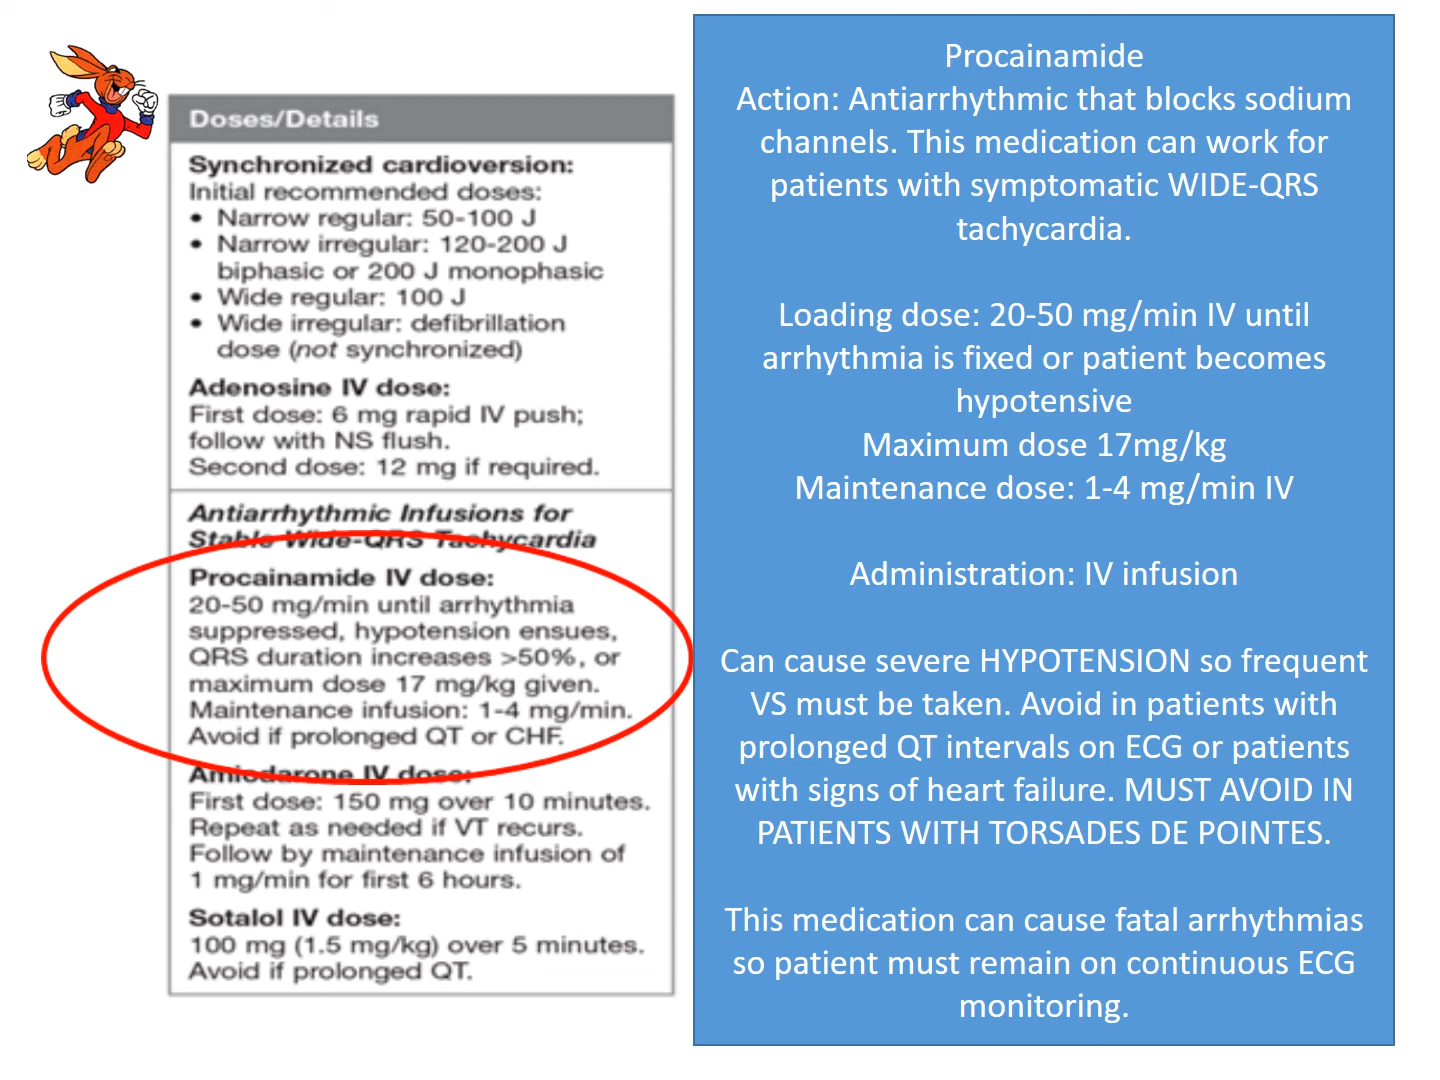 Doses/Details
Synchronized cardioversion:
Initial recommended doses:
• Narrow regular: 50-100 J
• Narrow irregular: 120-200 J
biphasic or 200 J monophasic
• Wide regular: 100 J
• Wide irregular: defibrillation
dose (not synchronized)
Adenosine IV dose:
First dose: 6 mg rapid IV push;
follow with NS flush.
Second dose: 12 mg if required.
Antiarrhythmic Infusions for
Stable Wide-QRS Tachycardia
Procainamide IV dose:
20-50 mg/min until arrhythmia
suppressed, hypotension ensues,
QRS duration increases >50%, or
maximum dose 17 mg/kg given.
Maintenance infusion: 1-4 mg/min.
Avoid if prolonged QT or CHF.
Amiodarone IV dose:
First dose: 150 mg over 10 minutes.
Repeat as needed if VT recurs.
Follow by maintenance infusion of
1 mg/min for first 6 hours.
Sotalol IV dose:
100 mg (1.5 mg/kg) over 5 minutes.
Avoid if prolonged QT.
Procainamide
Action: Antiarrhythmic that blocks sodium
channels. This medication can work for
patients with symptomatic WIDE-QRS
tachycardia.
Loading dose: 20-50 mg/min IV until
arrhythmia is fixed or patient becomes
hypotensive
Maximum dose 17mg/kg
Maintenance dose: 1-4 mg/min IV
Administration: IV infusion
Can cause severe HYPOTENSION so frequent
VS must be taken. Avoid in patients with
prolonged QT intervals on ECG or patients
with signs of heart failure. MUST AVOID IN
PATIENTS WITH TORSADES DE POINTES.
This medication can cause fatal arrhythmias
so patient must remain on continuous ECG
monitoring.